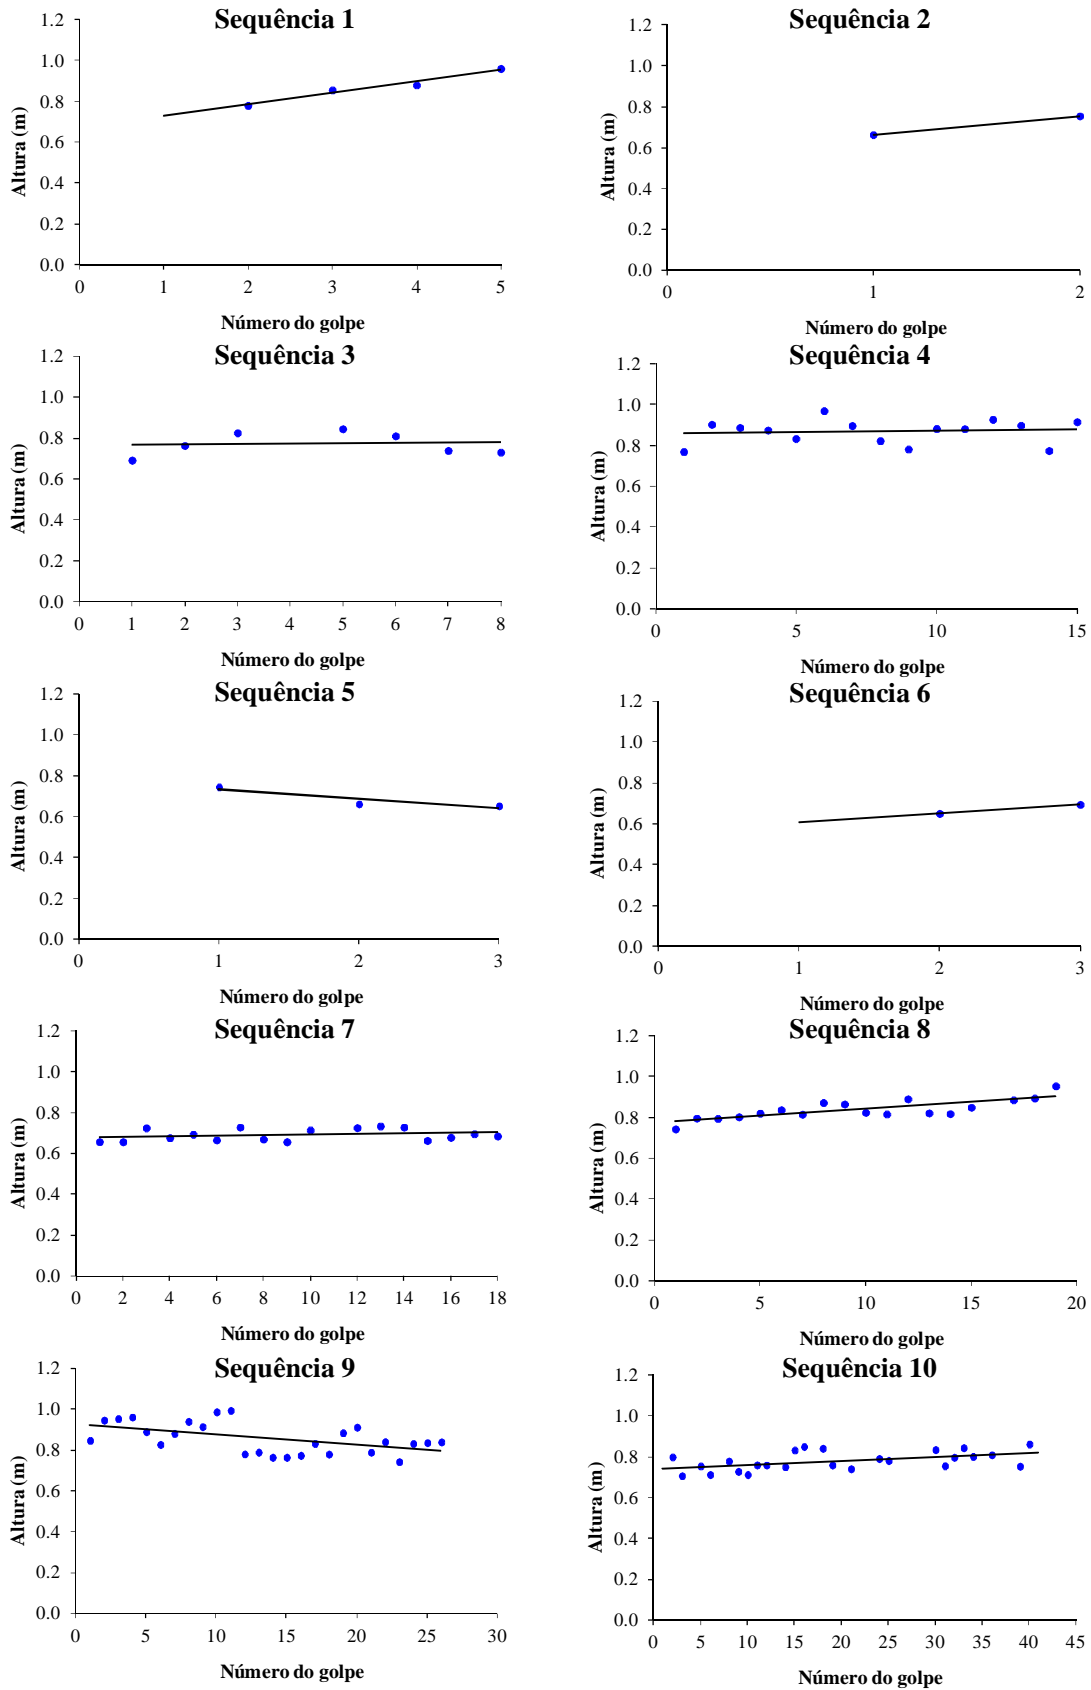 Sequência 1
1.2
1.0
0.8
0.6
0.4
0.2
0.0
Altura (m)
0 1 2 3 4 5
Número do golpe
Sequência 2
1.2
1.0
0.8
0.6
0.4
0.2
0.0
Altura (m)
0 1 2
Número do golpe
Sequência 3
1.2
1.0
0.8
0.6
0.4
0.2
0.0
Altura (m)
0 1 2 3 4 5 6 7 8
Número do golpe
Sequência 4
1.2
1.0
0.8
0.6
0.4
0.2
0.0
Altura (m)
0 5 10 15
Número do golpe
Sequência 5
1.2
1.0
0.8
0.6
0.4
0.2
0.0
Altura (m)
0 1 2 3
Número do golpe
Sequência 6
1.2
1.0
0.8
0.6
0.4
0.2
0.0
Altura (m)
0 1 2 3
Número do golpe
Sequência 7
1.2
1.0
0.8
0.6
0.4
0.2
0.0
Altura (m)
0 2 4 6 8 10 12 14 16 18
Número do golpe
Sequência 8
1.2
1.0
0.8
0.6
0.4
0.2
0.0
Altura (m)
0 5 10 15 20
Número do golpe
Sequência 9
1.2
1.0
0.8
0.6
0.4
0.2
0.0
Altura (m)
0 5 10 15 20 25 30
Número do golpe
Sequência 10
1.2
1.0
0.8
0.6
0.4
0.2
0.0
Altura (m)
0 5 10 15 20 25 30 35 40 45
Número do golpe